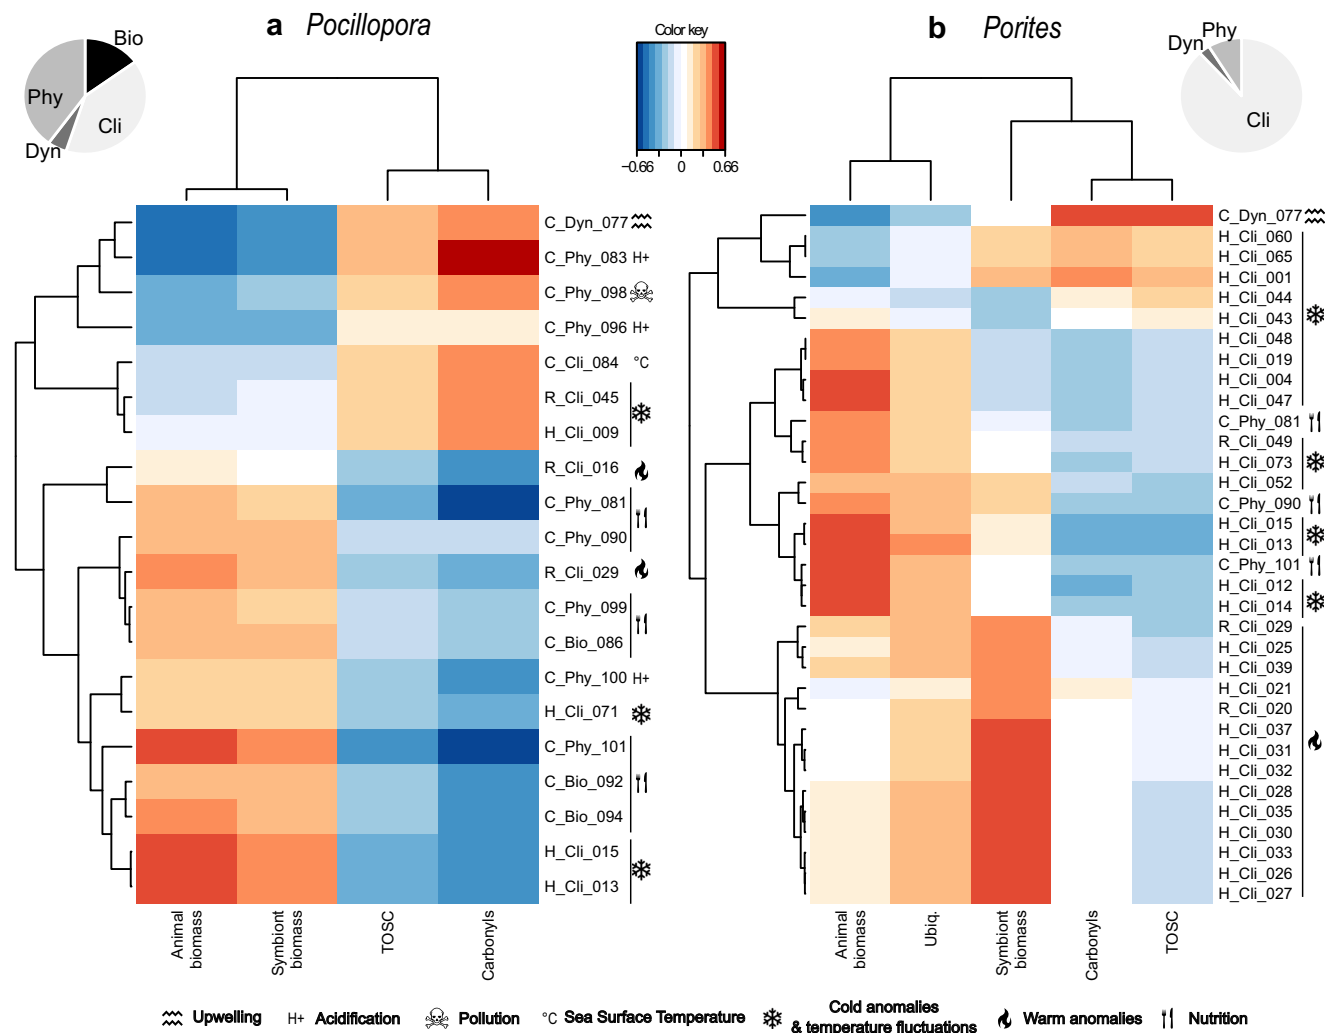 a Pocillopora
Bio
Phy
Cli
Dyn
Color key
-0.66 0 0.66
b Porites
Phy
Dyn
Cli
C_Dyn_077
C_Phy_083 H+
C_Phy_098
C_Phy_096 H+
C_Cli_084 °C
R_Cli_045
H_Cli_009
R_Cli_016
C_Phy_081
C_Phy_090
R_Cli_029
C_Phy_099
C_Bio_086
C_Phy_100 H+
H_Cli_071
C_Phy_101
C_Bio_092
C_Bio_094
H_Cli_015
H_Cli_013
Animal
biomass
Symbiont
biomass
TOSC
Carbonyls
C_Dyn_077
H_Cli_060
H_Cli_065
H_Cli_001
H_Cli_044
H_Cli_043
H_Cli_048
H_Cli_019
H_Cli_004
H_Cli_047
C_Phy_081
R_Cli_049
H_Cli_073
H_Cli_052
C_Phy_090
H_Cli_015
H_Cli_013
C_Phy_101
H_Cli_012
H_Cli_014
R_Cli_029
H_Cli_025
H_Cli_039
H_Cli_021
R_Cli_020
H_Cli_037
H_Cli_031
H_Cli_032
H_Cli_028
H_Cli_035
H_Cli_030
H_Cli_033
H_Cli_026
H_Cli_027
Animal
biomass
Ubiq.
Symbiont
biomass
Carbonyls
TOSC
Upwelling
H+ Acidification
Pollution
°C Sea Surface Temperature
Cold anomalies
& temperature fluctuations
Warm anomalies
Nutrition